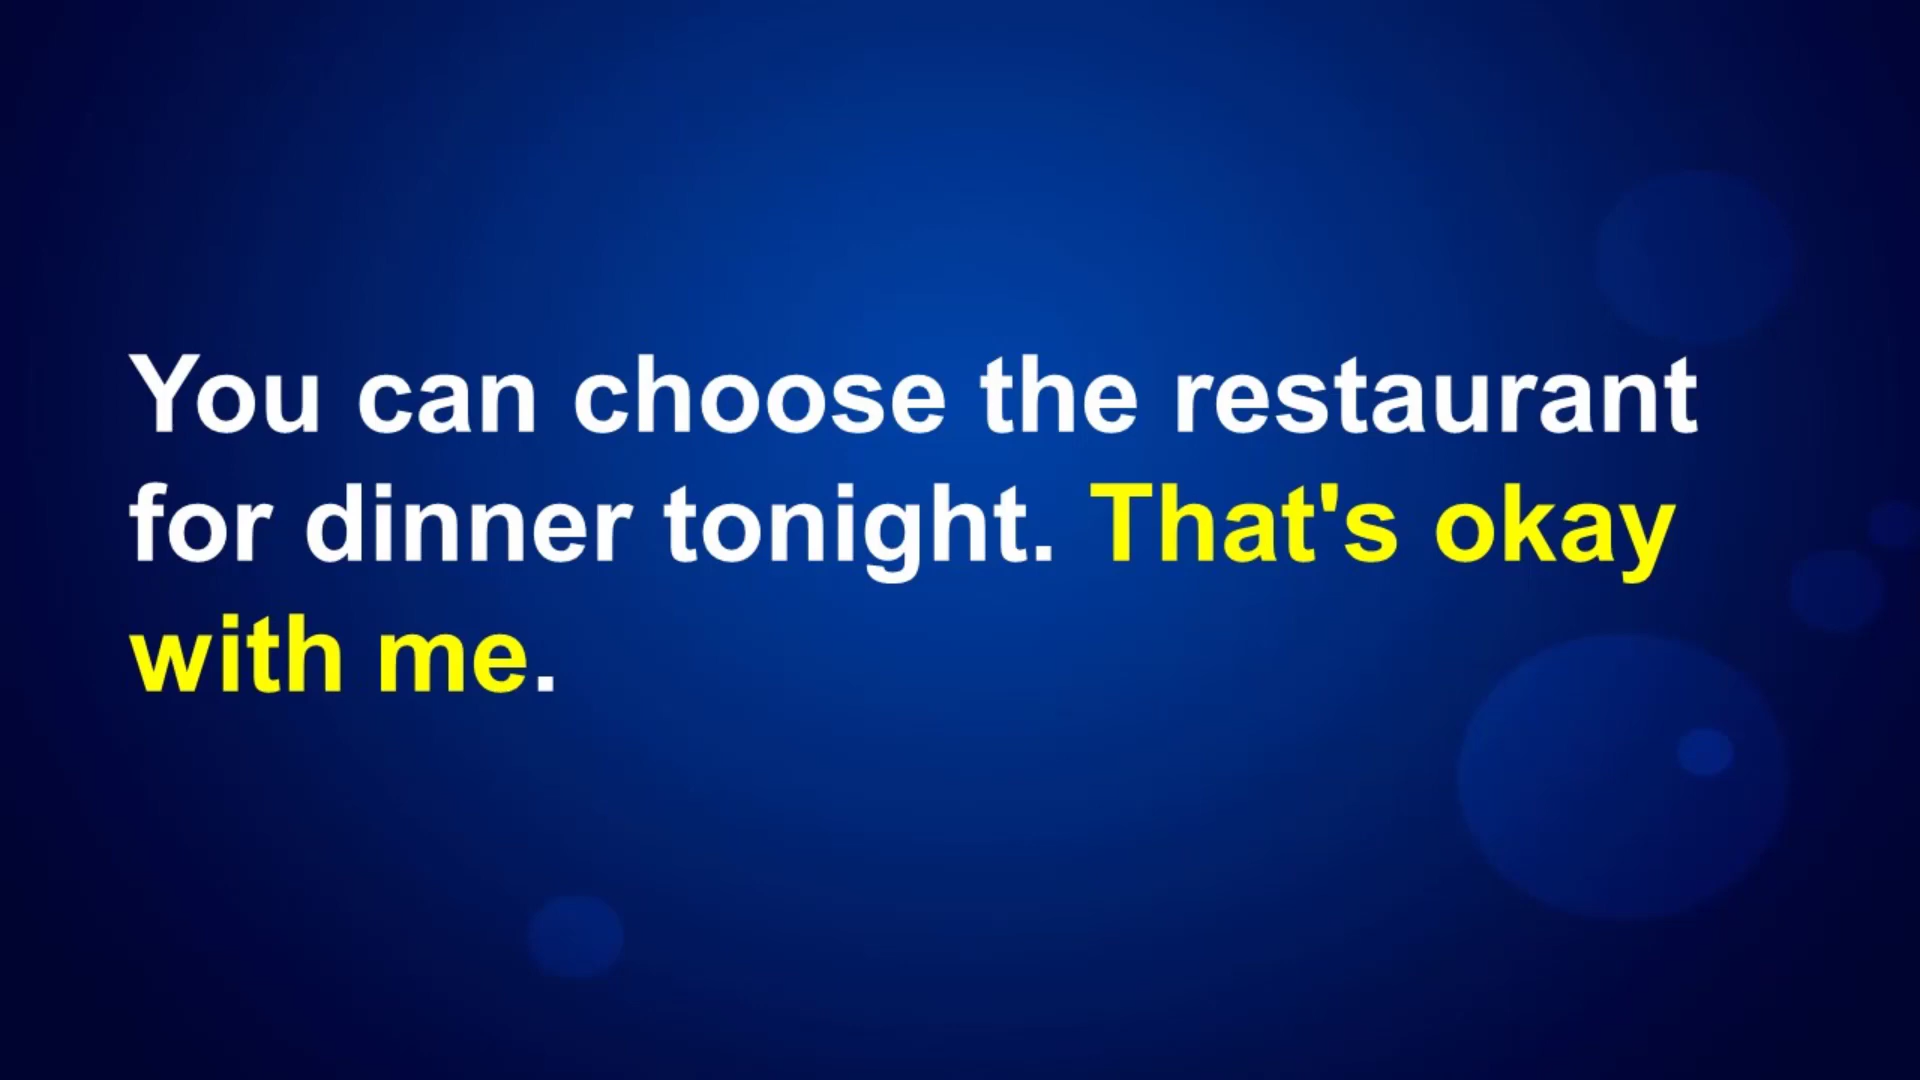 You can choose the restaurant
for dinner tonight. That's okay
with me.